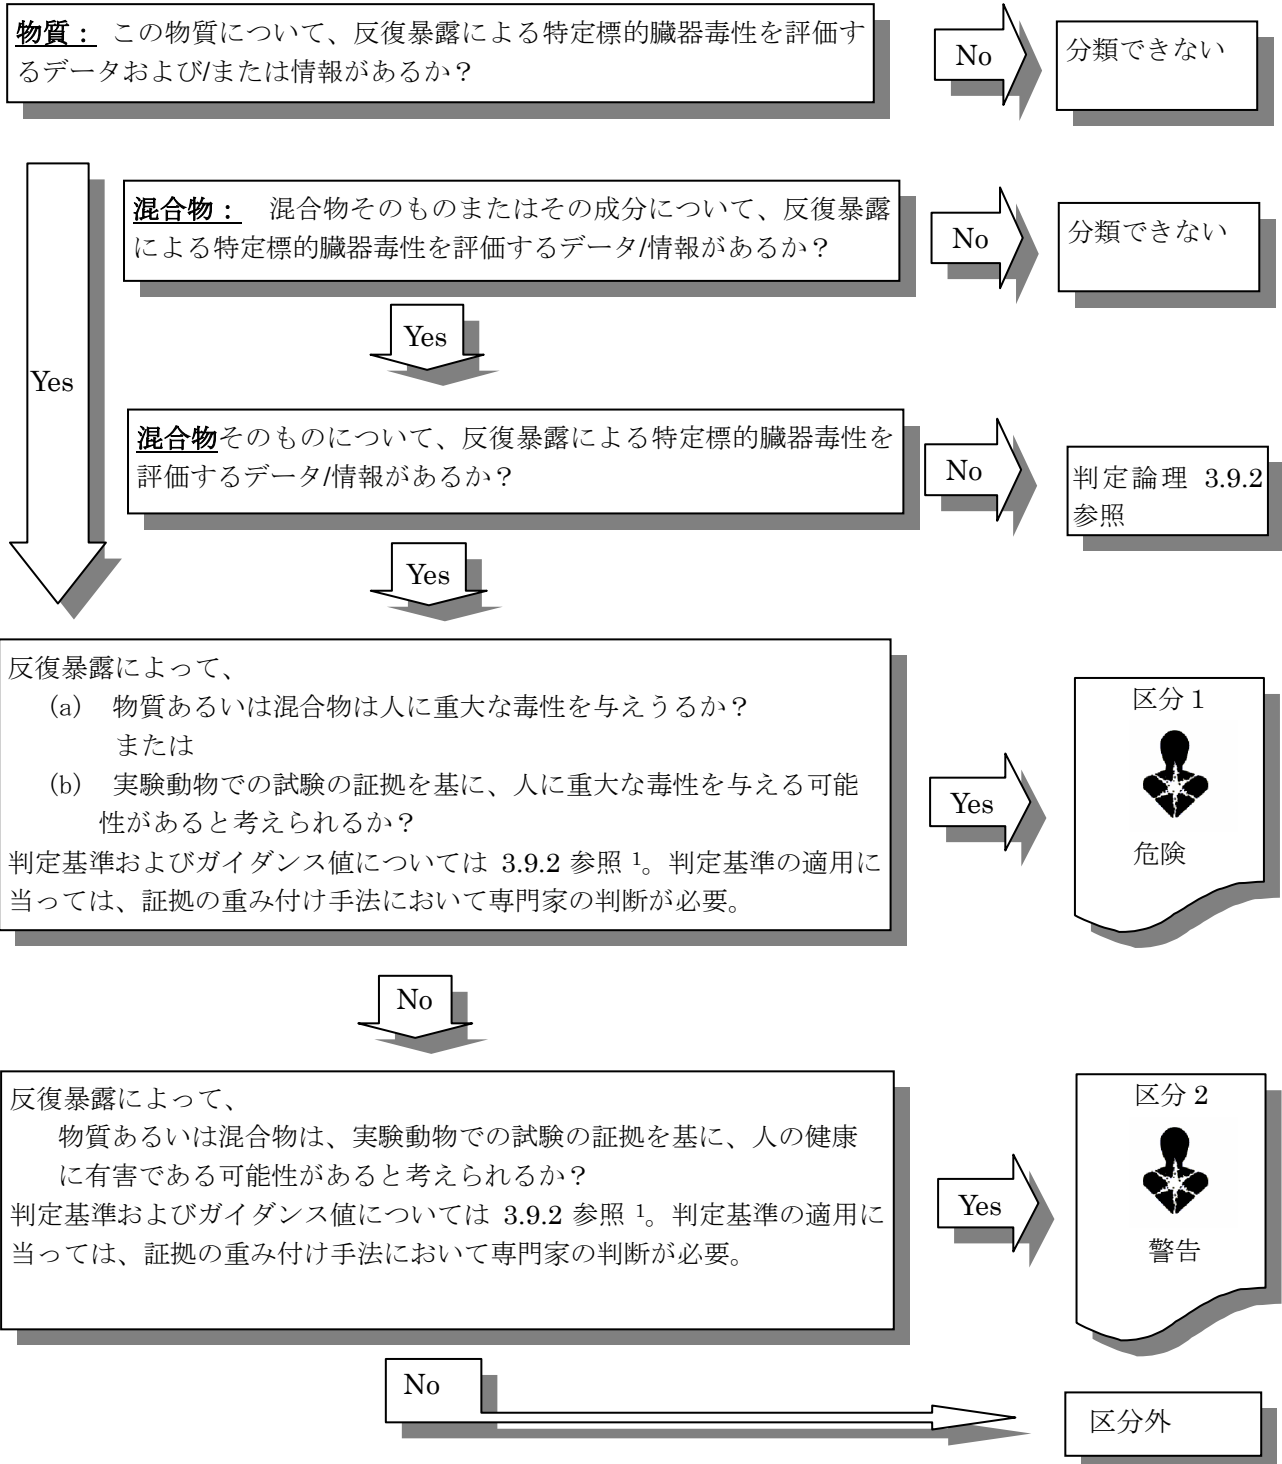 物質： この物質について、反復暴露による特定標的臓器毒性を評価す
るデータおよび/または情報があるか？
No
分類できない
混合物： 混合物そのものまたはその成分について、反復暴露
による特定標的臓器毒性を評価するデータ/情報があるか？
No
分類できない
Yes
Yes
混合物そのものについて、反復暴露による特定標的臓器毒性を
評価するデータ/情報があるか？
No
判定論理 3.9.2
参照
Yes
反復暴露によって、
(a) 物質あるいは混合物は人に重大な毒性を与えうるか？
または
(b) 実験動物での試験の証拠を基に、人に重大な毒性を与える可能
性があると考えられるか？
判定基準およびガイダンス値については 3.9.2 参照 1。判定基準の適用に
当っては、証拠の重み付け手法において専門家の判断が必要。
Yes
区分 1
危険
No
反復暴露によって、
物質あるいは混合物は、実験動物での試験の証拠を基に、人の健康
に有害である可能性があると考えられるか？
判定基準およびガイダンス値については 3.9.2 参照 1。判定基準の適用に
当っては、証拠の重み付け手法において専門家の判断が必要。
Yes
区分 2
警告
No
区分外